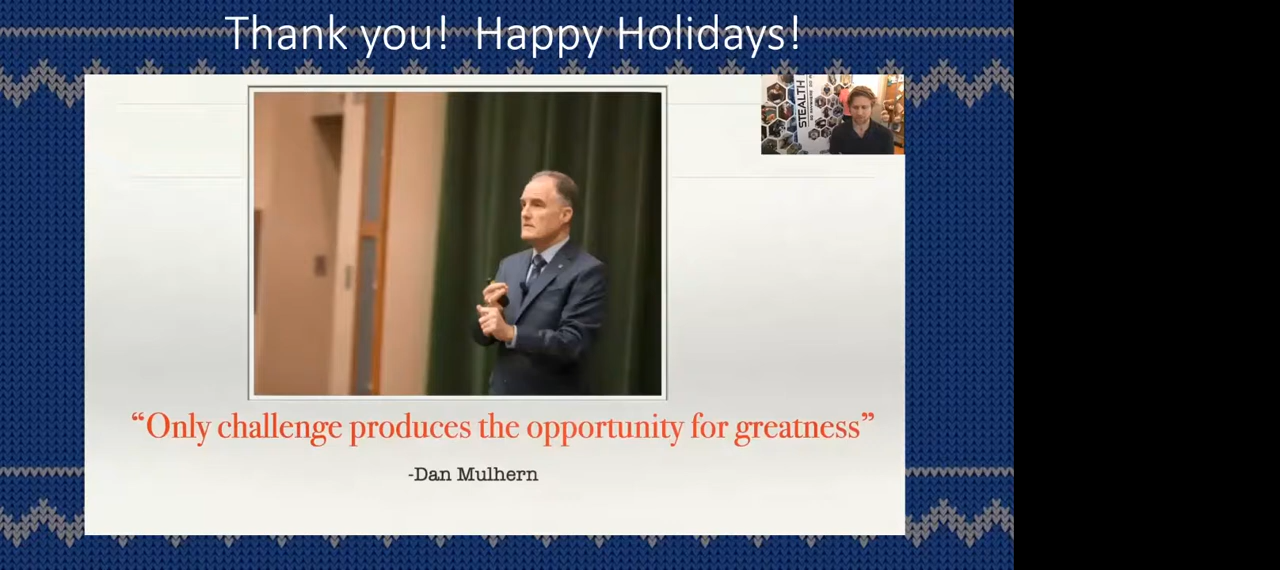 Thank you!  Happy Holidays!
STEALTH
“Only challenge produces the opportunity for greatness”
-Dan Mulhern